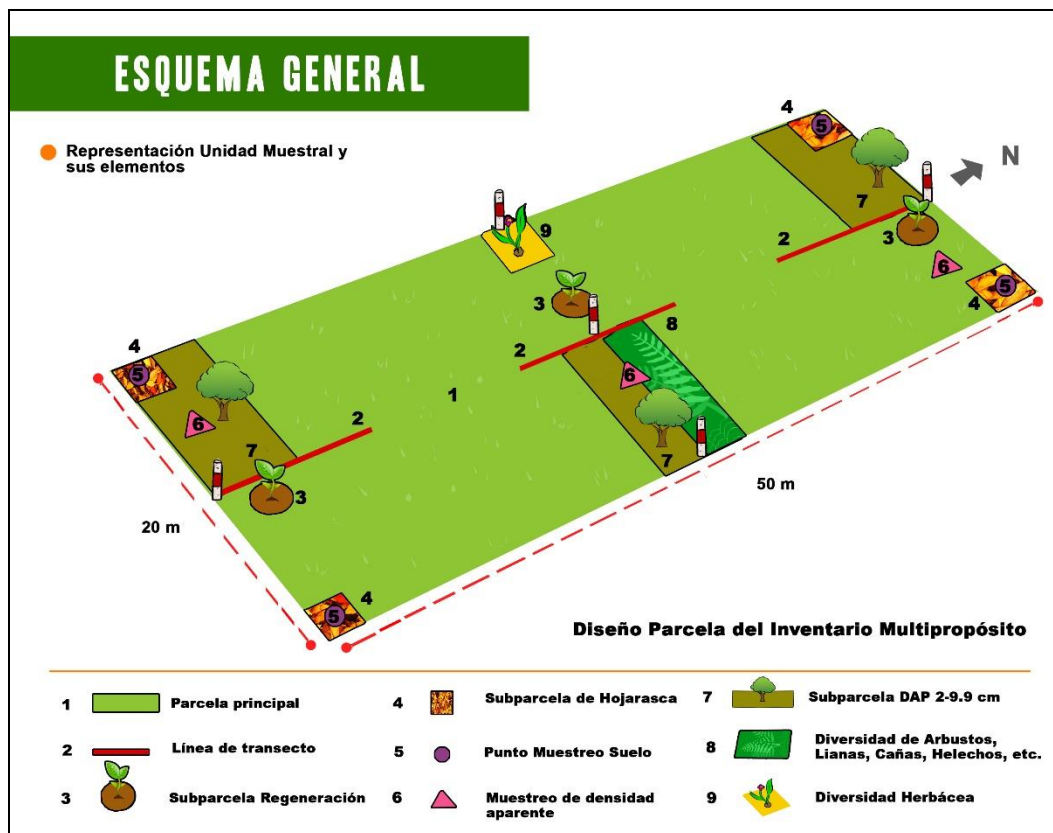 ESQUEMA GENERAL
Representación Unidad Muestral y
sus elementos
4
5
N
7
9
2
3
6
3
4
5
8
4
2
5
6
1
2
6
7
7
3
50 m
20 m
4
5
Diseño Parcela del Inventario Multipropósito
1 Parcela principal
4 Subparcela de Hojarasca
7 Subparcela DAP 2-9.9 cm
2 Línea de transecto
5 Punto Muestreo Suelo
8 Diversidad de Arbustos,
Lianas, Cañas, Helechos, etc.
3 Subparcela Regeneración
6 Muestreo de densidad
aparente
9 Diversidad Herbácea